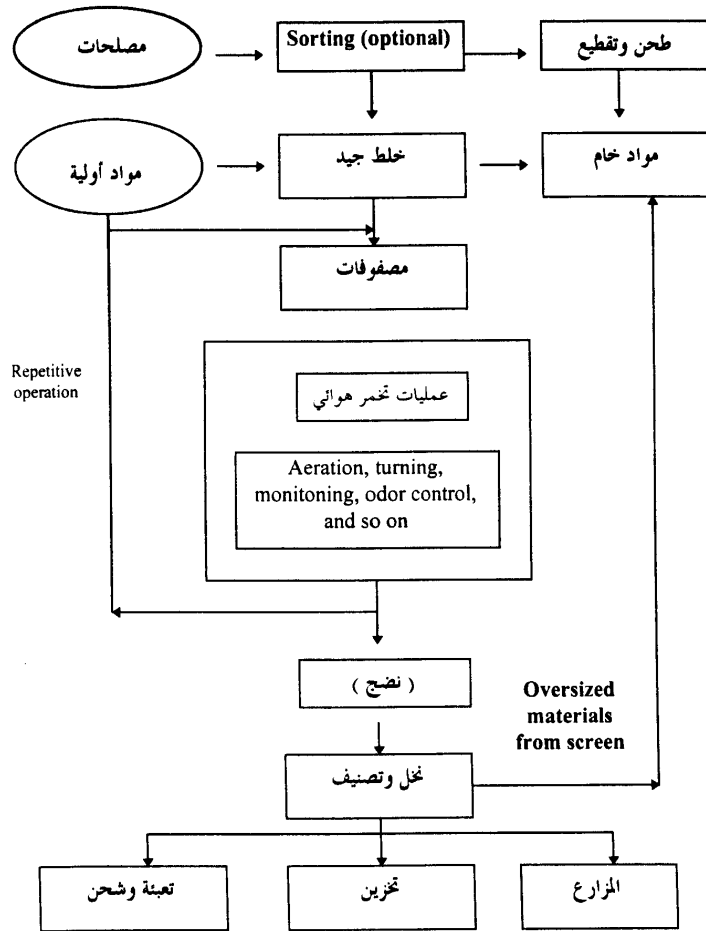 مصلحات
Sorting (optional)
طحن وتقطيع
مواد أولية
خلط جيد
مواد خام
مصفوفات
Repetitive
operation
عمليات تخمر هوائي
Aeration, turning,
monitoning, odor control,
and so on
( نضج )
Oversized
materials
from screen
نخل وتصنيف
تعبئة وشحن
تخزين
المزارع